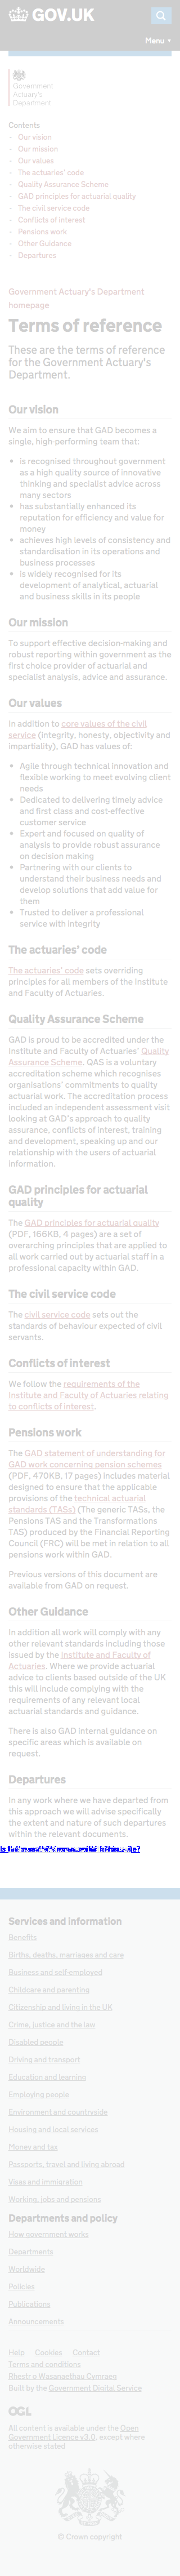 GOV.UK
Menu
Government
Actuary's
Department
Contents
- Our vision
- Our mission
- Our values
- The actuaries' code
- Quality Assurance Scheme
- GAD principles for actuarial quality
- The civil service code
- Conflicts of interest
- Pensions work
- Other Guidance
- Departures
Government Actuary's Department
homepage
Terms of reference
These are the terms of reference
for the Government Actuary's
Department.
Our vision
We aim to ensure that GAD becomes a
single, high-performing team that:
• is recognised throughout government
as a high quality source of innovative
thinking and specialist advice across
many sectors
• has substantially enhanced its
reputation for efficiency and value for
money
• achieves high levels of consistency and
standardisation in its operations and
business processes
• is widely recognised for its
development of analytical, actuarial
and business skills in its people
Our mission
To support effective decision-making and
robust reporting within government as the
first choice provider of actuarial and
specialist analysis, advice and assurance.
Our values
In addition to core values of the civil
service (integrity, honesty, objectivity and
impartiality), GAD has values of:
• Agile through technical innovation and
flexible working to meet evolving client
needs
• Dedicated to delivering timely advice
and first class and cost-effective
customer service
• Expert and focused on quality of
analysis to provide robust assurance
on decision making
• Partnering with our clients to
understand their business needs and
develop solutions that add value for
them
• Trusted to deliver a professional
service with integrity
The actuaries' code
The actuaries' code sets overriding
principles for all members of the Institute
and Faculty of Actuaries.
Quality Assurance Scheme
GAD is proud to be accredited under the
Institute and Faculty of Actuaries' Quality
Assurance Scheme. QAS is a voluntary
accreditation scheme which recognises
organisations' commitments to quality
actuarial work. The accreditation process
included an independent assessment visit
looking at GAD's approach to quality
assurance, conflicts of interest, training
and development, speaking up and our
relationship with the users of actuarial
information.
GAD principles for actuarial
quality
The GAD principles for actuarial quality
(PDF, 166KB, 4 pages) are a set of
overarching principles that are applied to
all work carried out by actuarial staff in a
professional capacity within GAD.
The civil service code
The civil service code sets the
standards of behaviour expected of civil
servants.
Conflicts of interest
We follow the requirements of the
Institute and Faculty of Actuaries relating
to conflicts of interest.
Pensions work
The GAD statement of understanding for
GAD work concerning pension schemes
(PDF, 470KB, 17 pages) includes material
designed to ensure that the applicable
provisions of the technical actuarial
standards (TASs) (The generic TASs, the
Pensions TAS and the Transformations
TAS) produced by the Financial Reporting
Council (FRC) will be met in relation to all
pensions work within GAD.
Previous versions of this document are
available from GAD on request.
Other Guidance
In addition all work will comply with any
other relevant standards including those
issued by the Institute and Faculty of
Actuaries. Where we provide actuarial
advice to clients based outside of the UK
this will include complying with the
requirements of any relevant local
actuarial standards and guidance.
There is also GAD internal guidance on
specific areas which is available on
request.
Departures
In any work where we have departed from
this approach we will advise specifically
the extent and nature of such departures
within the relevant documents.
Services and information
Benefits
Births, deaths, marriages and care
Business and self-employed
Childcare and parenting
Citizenship and living in the UK
Crime, justice and the law
Disabled people
Driving and transport
Education and learning
Employing people
Environment and countryside
Housing and local services
Money and tax
Passports, travel and living abroad
Visas and immigration
Working, jobs and pensions
Departments and policy
How government works
Departments
Worldwide
Policies
Publications
Announcements
Help Cookies Contact
Terms and conditions
Rhestr o Wasanaethau Cymraeg
Built by the Government Digital Service
OGL
All content is available under the Open
Government Licence v3.0, except where
otherwise stated
© Crown copyright